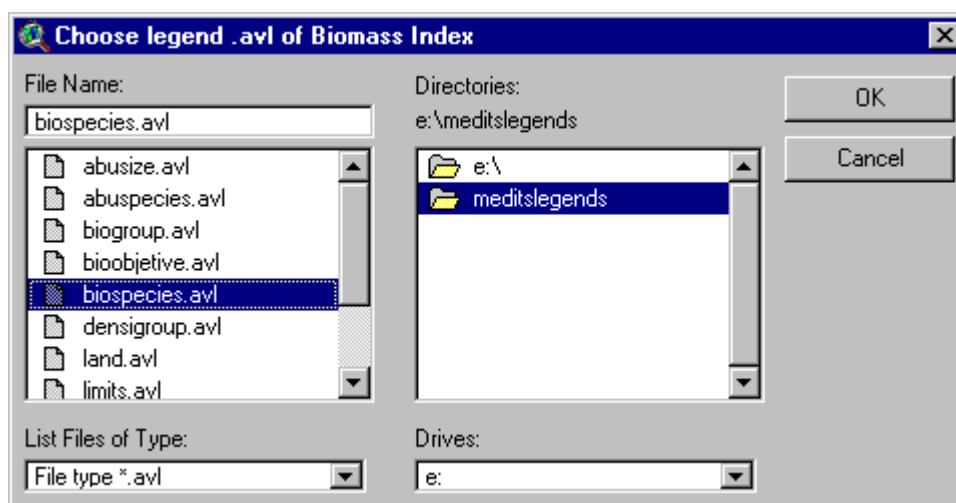 Choose legend .avl of Biomass Index
File Name:
biospecies.avl
abusize.avl
abuspecies.avl
biogroup.avl
bioobjetive.avl
biospecies.avl
densigroup.avl
land.avl
limits.avl
List Files of Type:
File type *.avl
Directories:
e:\meditslegends
e:\
meditslegends
Drives:
e:
OK
Cancel